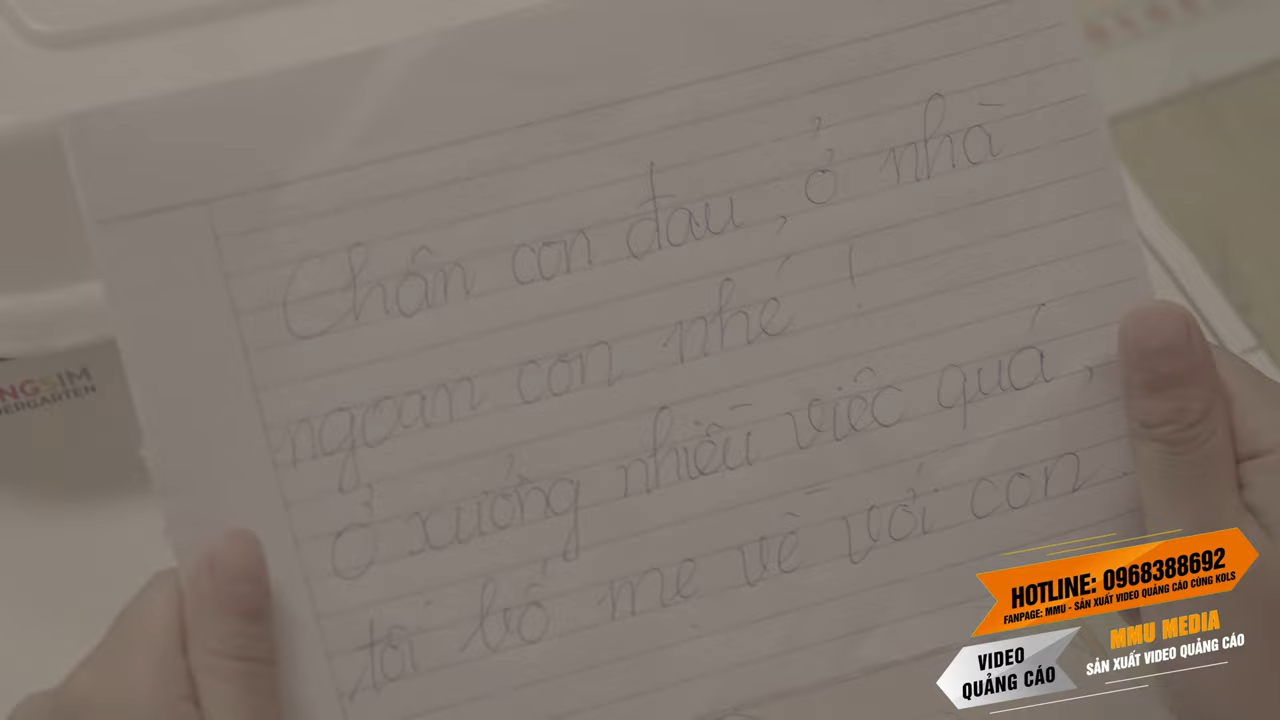 Chân con đau, ở nhà
ngoan con nhé !
Ở xưởng nhiều việc quá,
tối bố mẹ về với con
NGSIM
DERGARTEN
HOTLINE: 0968388692
FANPAGE: MMU - SẢN XUẤT VIDEO QUẢNG CÁO CÙNG KOLS
MMU MEDIA
SẢN XUẤT VIDEO QUẢNG CÁO
VIDEO
QUẢNG CÁO